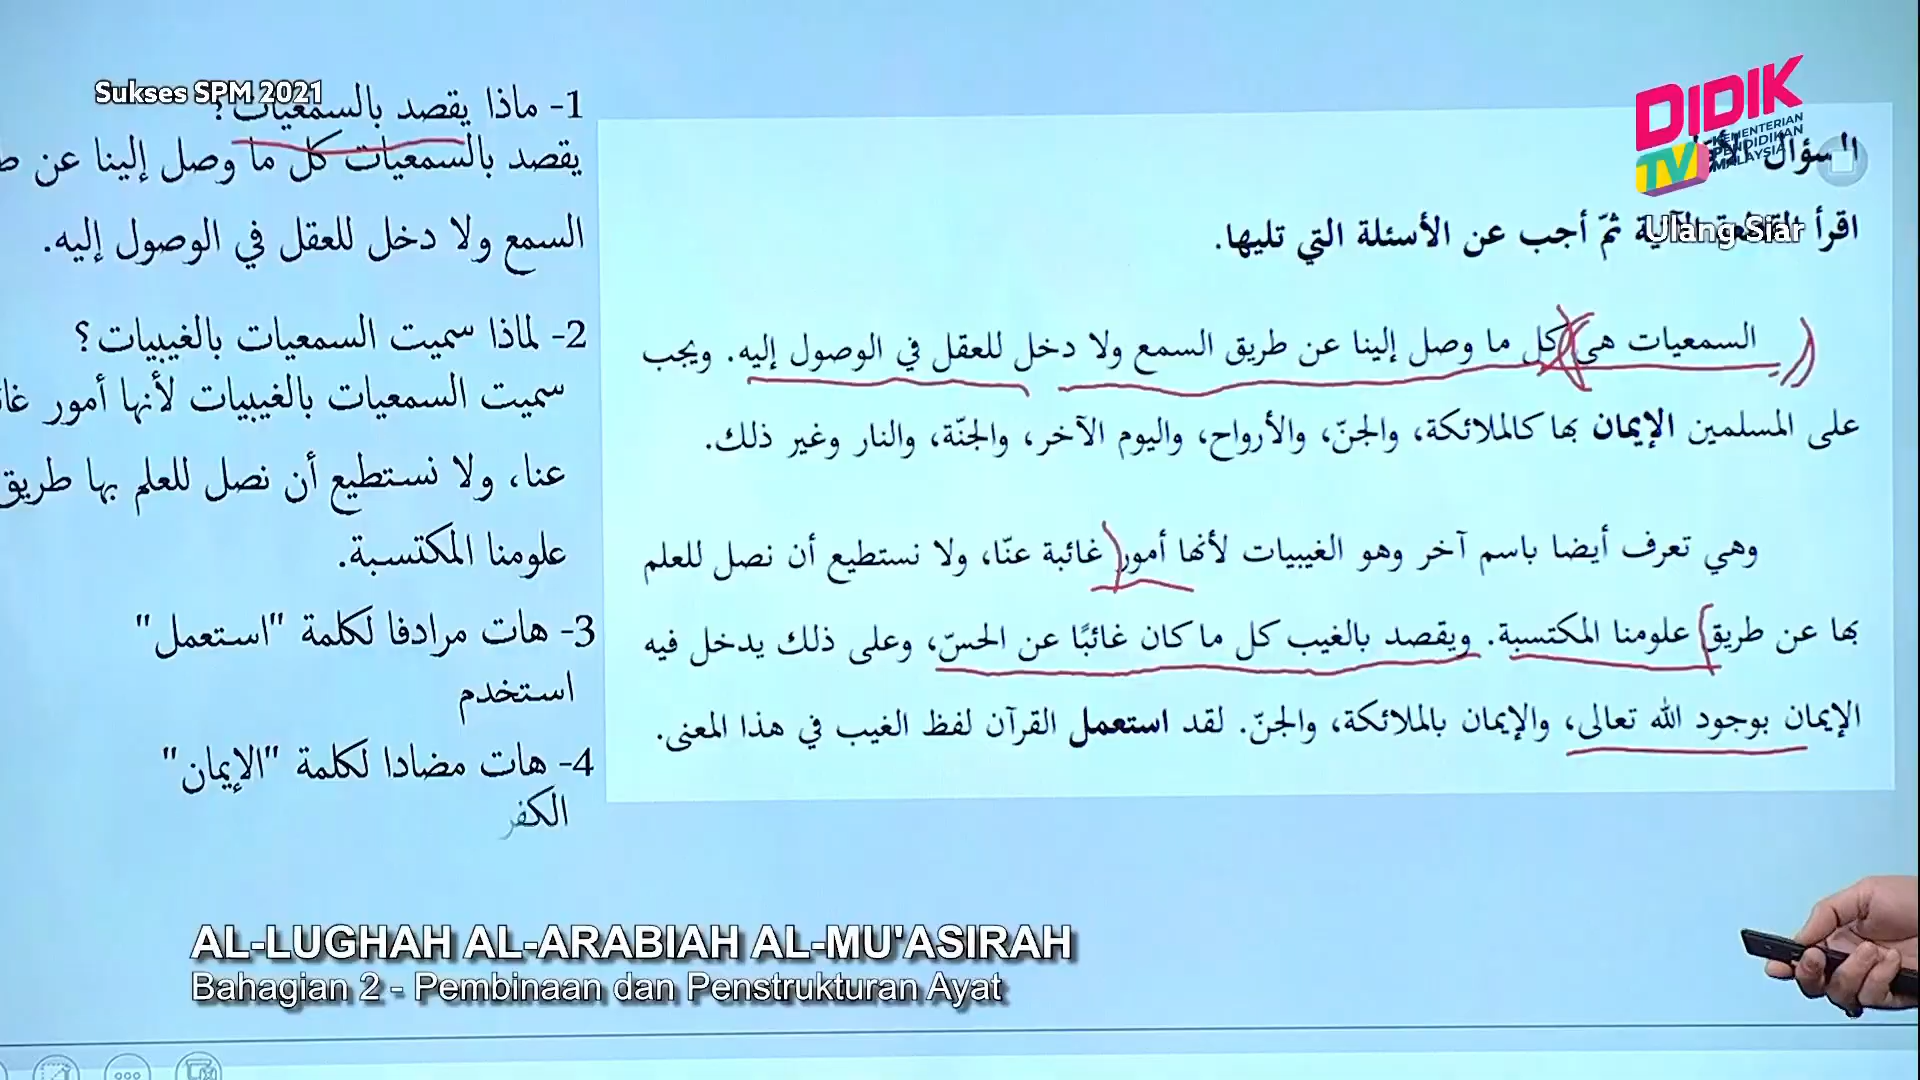 Sukses SPM 2021
DIDIK
TV
KEMENTERIAN
PENDIDIKAN
MALAYSIA
Ulang Siar
السؤال
اقرأ الآتية ثمّ أجب عن الأسئلة التي تليها.
السمعيات هي كل ما وصل إلينا عن طريق السمع ولا دخل للعقل في الوصول إليه. ويجب
على المسلمين الإيمان بها كالملائكة، والجنّ، والأرواح، واليوم الآخر، والجنّة، والنار وغير ذلك.
وهي تعرف أيضا باسم آخر وهو الغيبيات لأنها أمور غائبة عنّا، ولا نستطيع أن نصل للعلم
بها عن طريق علومنا المكتسبة. ويقصد بالغيب كل ما كان غائبًا عن الحسّ، وعلى ذلك يدخل فيه
الإيمان بوجود الله تعالى، والإيمان بالملائكة، والجنّ. لقد استعمل القرآن لفظ الغيب في هذا المعنى.
1- ماذا يقصد بالسمعيات؟
يقصد بالسمعيات كل ما وصل إلينا عن
السمع ولا دخل للعقل في الوصول إليه.
2- لماذا سميت السمعيات بالغيبيات؟
سميت السمعيات بالغيبيات لأنها أمور
عنا، ولا نستطيع أن نصل للعلم بها طريق
علومنا المكتسبة.
3- هات مرادفا لكلمة "استعمل"
استخدم
4- هات مضادا لكلمة "الإيمان"
الكفر
AL-LUGHAH AL-ARABIAH AL-MU'ASIRAH
Bahagian 2 - Pembinaan dan Penstrukturan Ayat